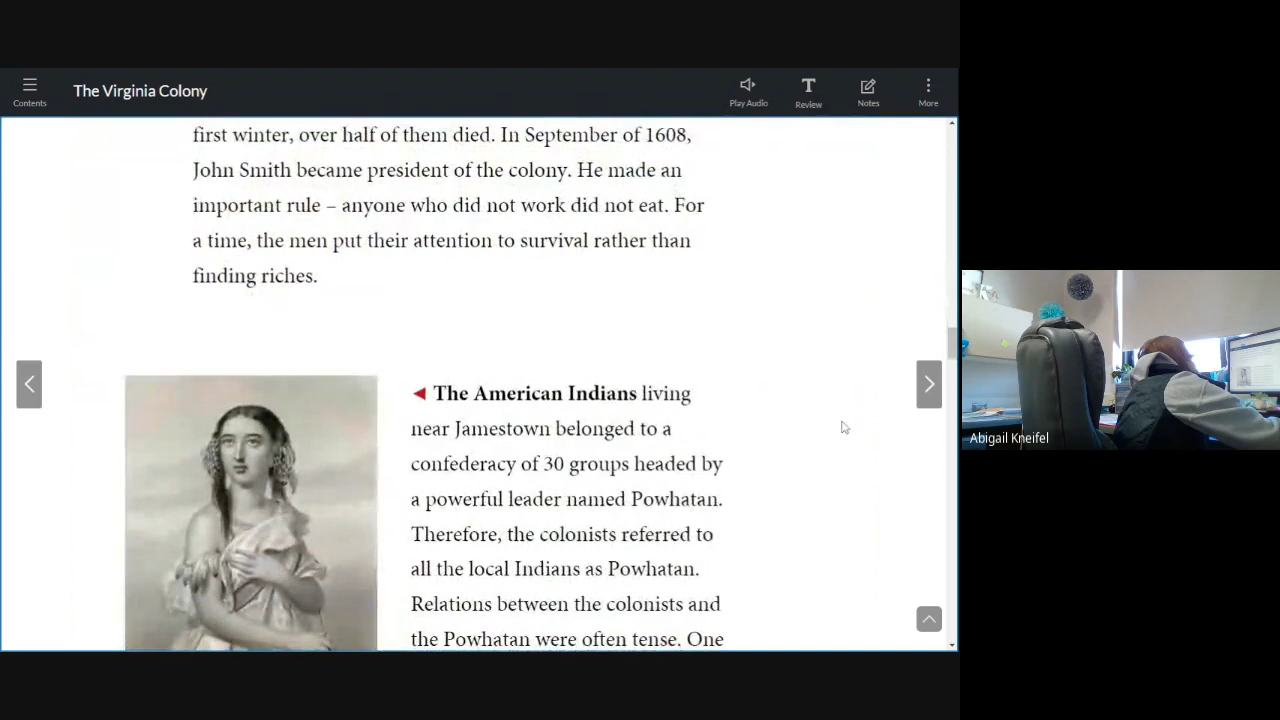 Contents
The Virginia Colony
Play Audio
Review
Notes
More
first winter, over half of them died. In September of 1608,
John Smith became president of the colony. He made an
important rule – anyone who did not work did not eat. For
a time, the men put their attention to survival rather than
finding riches.
◄ The American Indians living
near Jamestown belonged to a
confederacy of 30 groups headed by
a powerful leader named Powhatan.
Therefore, the colonists referred to
all the local Indians as Powhatan.
Relations between the colonists and
the Powhatan were often tense. One
Abigail Kneifel